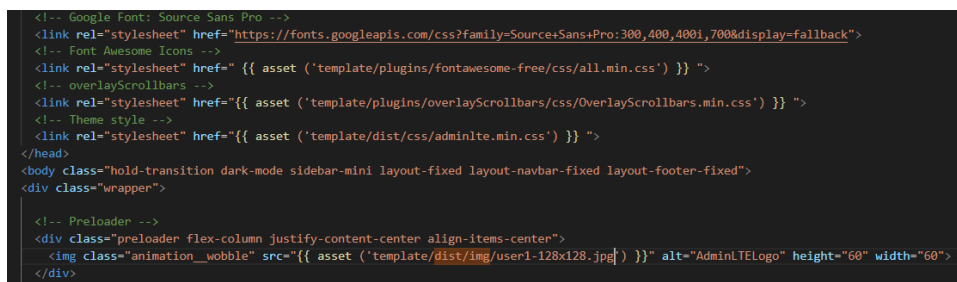 <!-- Google Font: Source Sans Pro -->
<link rel="stylesheet" href="https://fonts.googleapis.com/css?family=Source+Sans+Pro:300,400,400i,700&display=fallback">
<!-- Font Awesome Icons -->
<link rel="stylesheet" href=" {{ asset ('template/plugins/fontawesome-free/css/all.min.css') }} ">
<!-- overlayScrollbars -->
<link rel="stylesheet" href="{{ asset ('template/plugins/overlayScrollbars/css/OverlayScrollbars.min.css') }} ">
<!-- Theme style -->
<link rel="stylesheet" href="{{ asset ('template/dist/css/adminlte.min.css') }} ">
</head>
<body class="hold-transition dark-mode sidebar-mini layout-fixed layout-navbar-fixed layout-footer-fixed">
<div class="wrapper">
<!-- Preloader -->
<div class="preloader flex-column justify-content-center align-items-center">
<img class="animation__wobble" src="{{ asset ('template/dist/img/user1-128x128.jpg') }}" alt="AdminLTELogo" height="60" width="60">
</div>